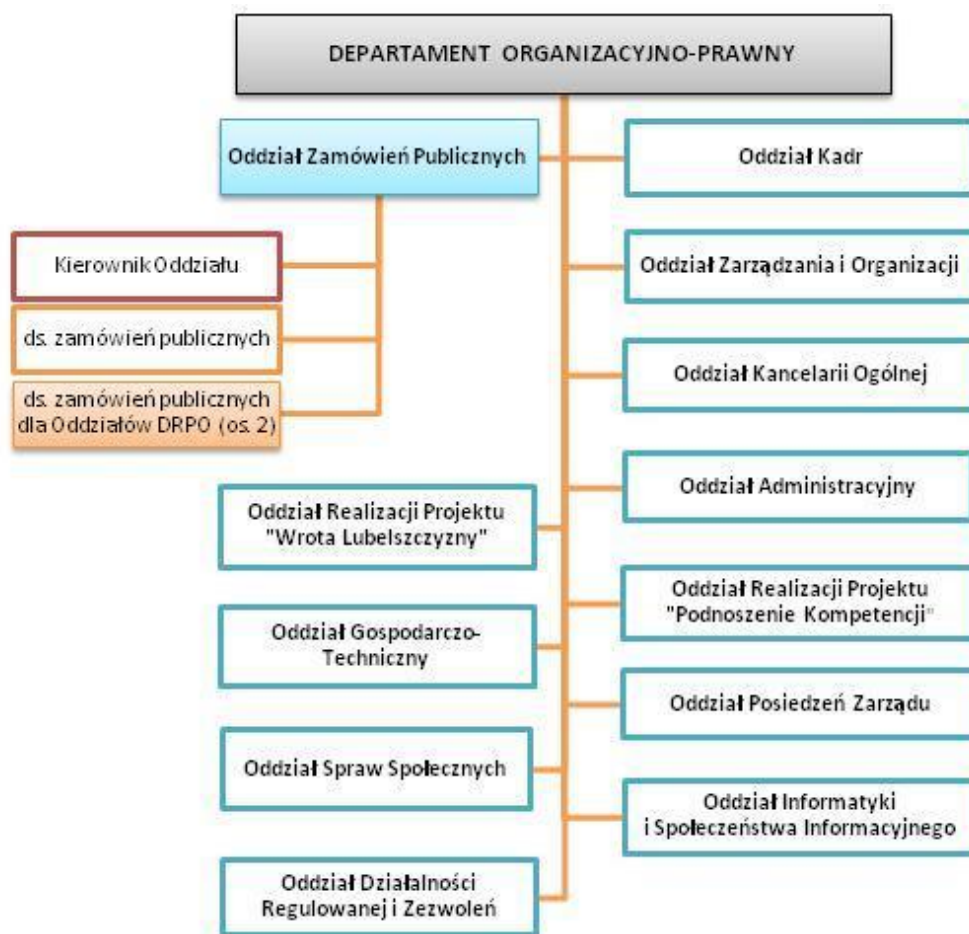 DEPARTAMENT ORGANIZACYJNO-PRAWNY
Oddział Zamówień Publicznych
Kierownik Oddziału
ds. zamówień publicznych
ds. zamówień publicznych
dla Oddziałów DRPO (os. 2)
Oddział Realizacji Projektu
"Wrota Lubelszczyzny"
Oddział Gospodarczo-
Techniczny
Oddział Spraw Społecznych
Oddział Działalności
Regulowanej i Zezwoleń
Oddział Kadr
Oddział Zarządzania i Organizacji
Oddział Kancelarii Ogólnej
Oddział Administracyjny
Oddział Realizacji Projektu
"Podnoszenie Kompetencji"
Oddział Posiedzeń Zarządu
Oddział Informatyki
i Społeczeństwa Informacyjnego